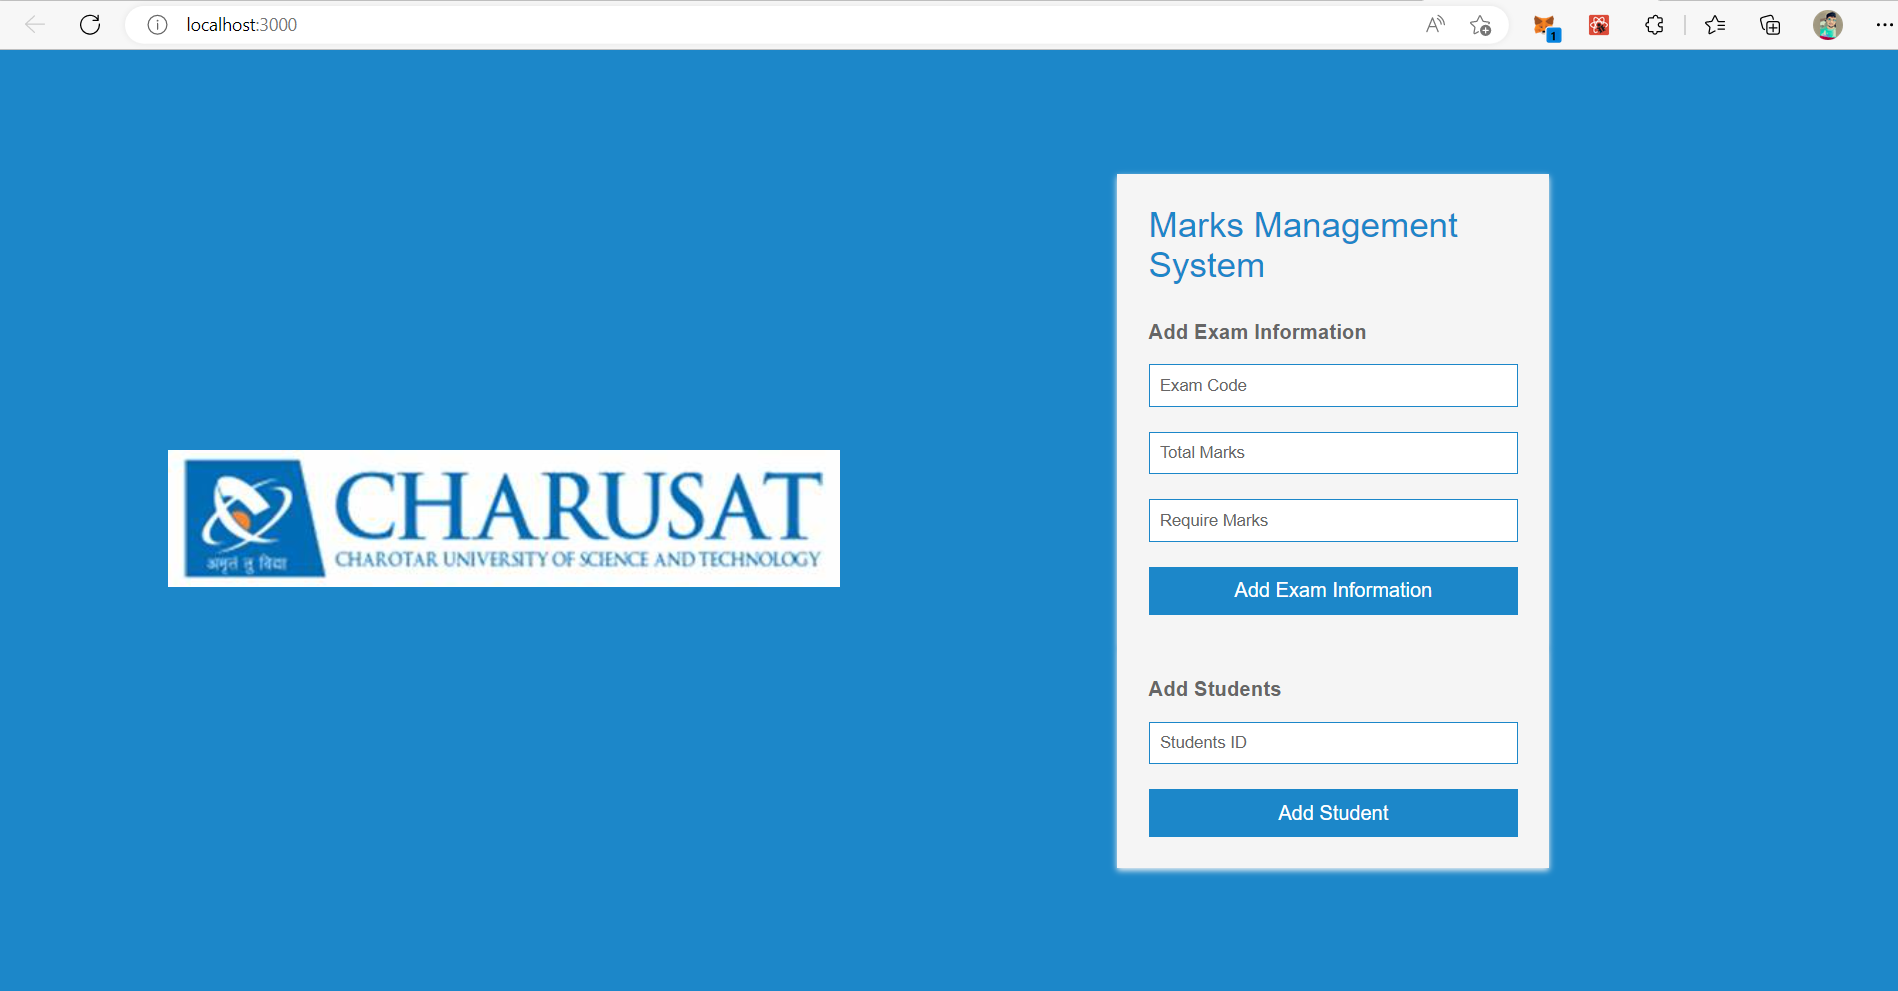 localhost:3000
1
CHARUSAT
CHAROTAR UNIVERSITY OF SCIENCE AND TECHNOLOGY
अमृतं तु विद्या
Marks Management
System
Add Exam Information
Exam Code
Total Marks
Require Marks
Add Exam Information
Add Students
Students ID
Add Student